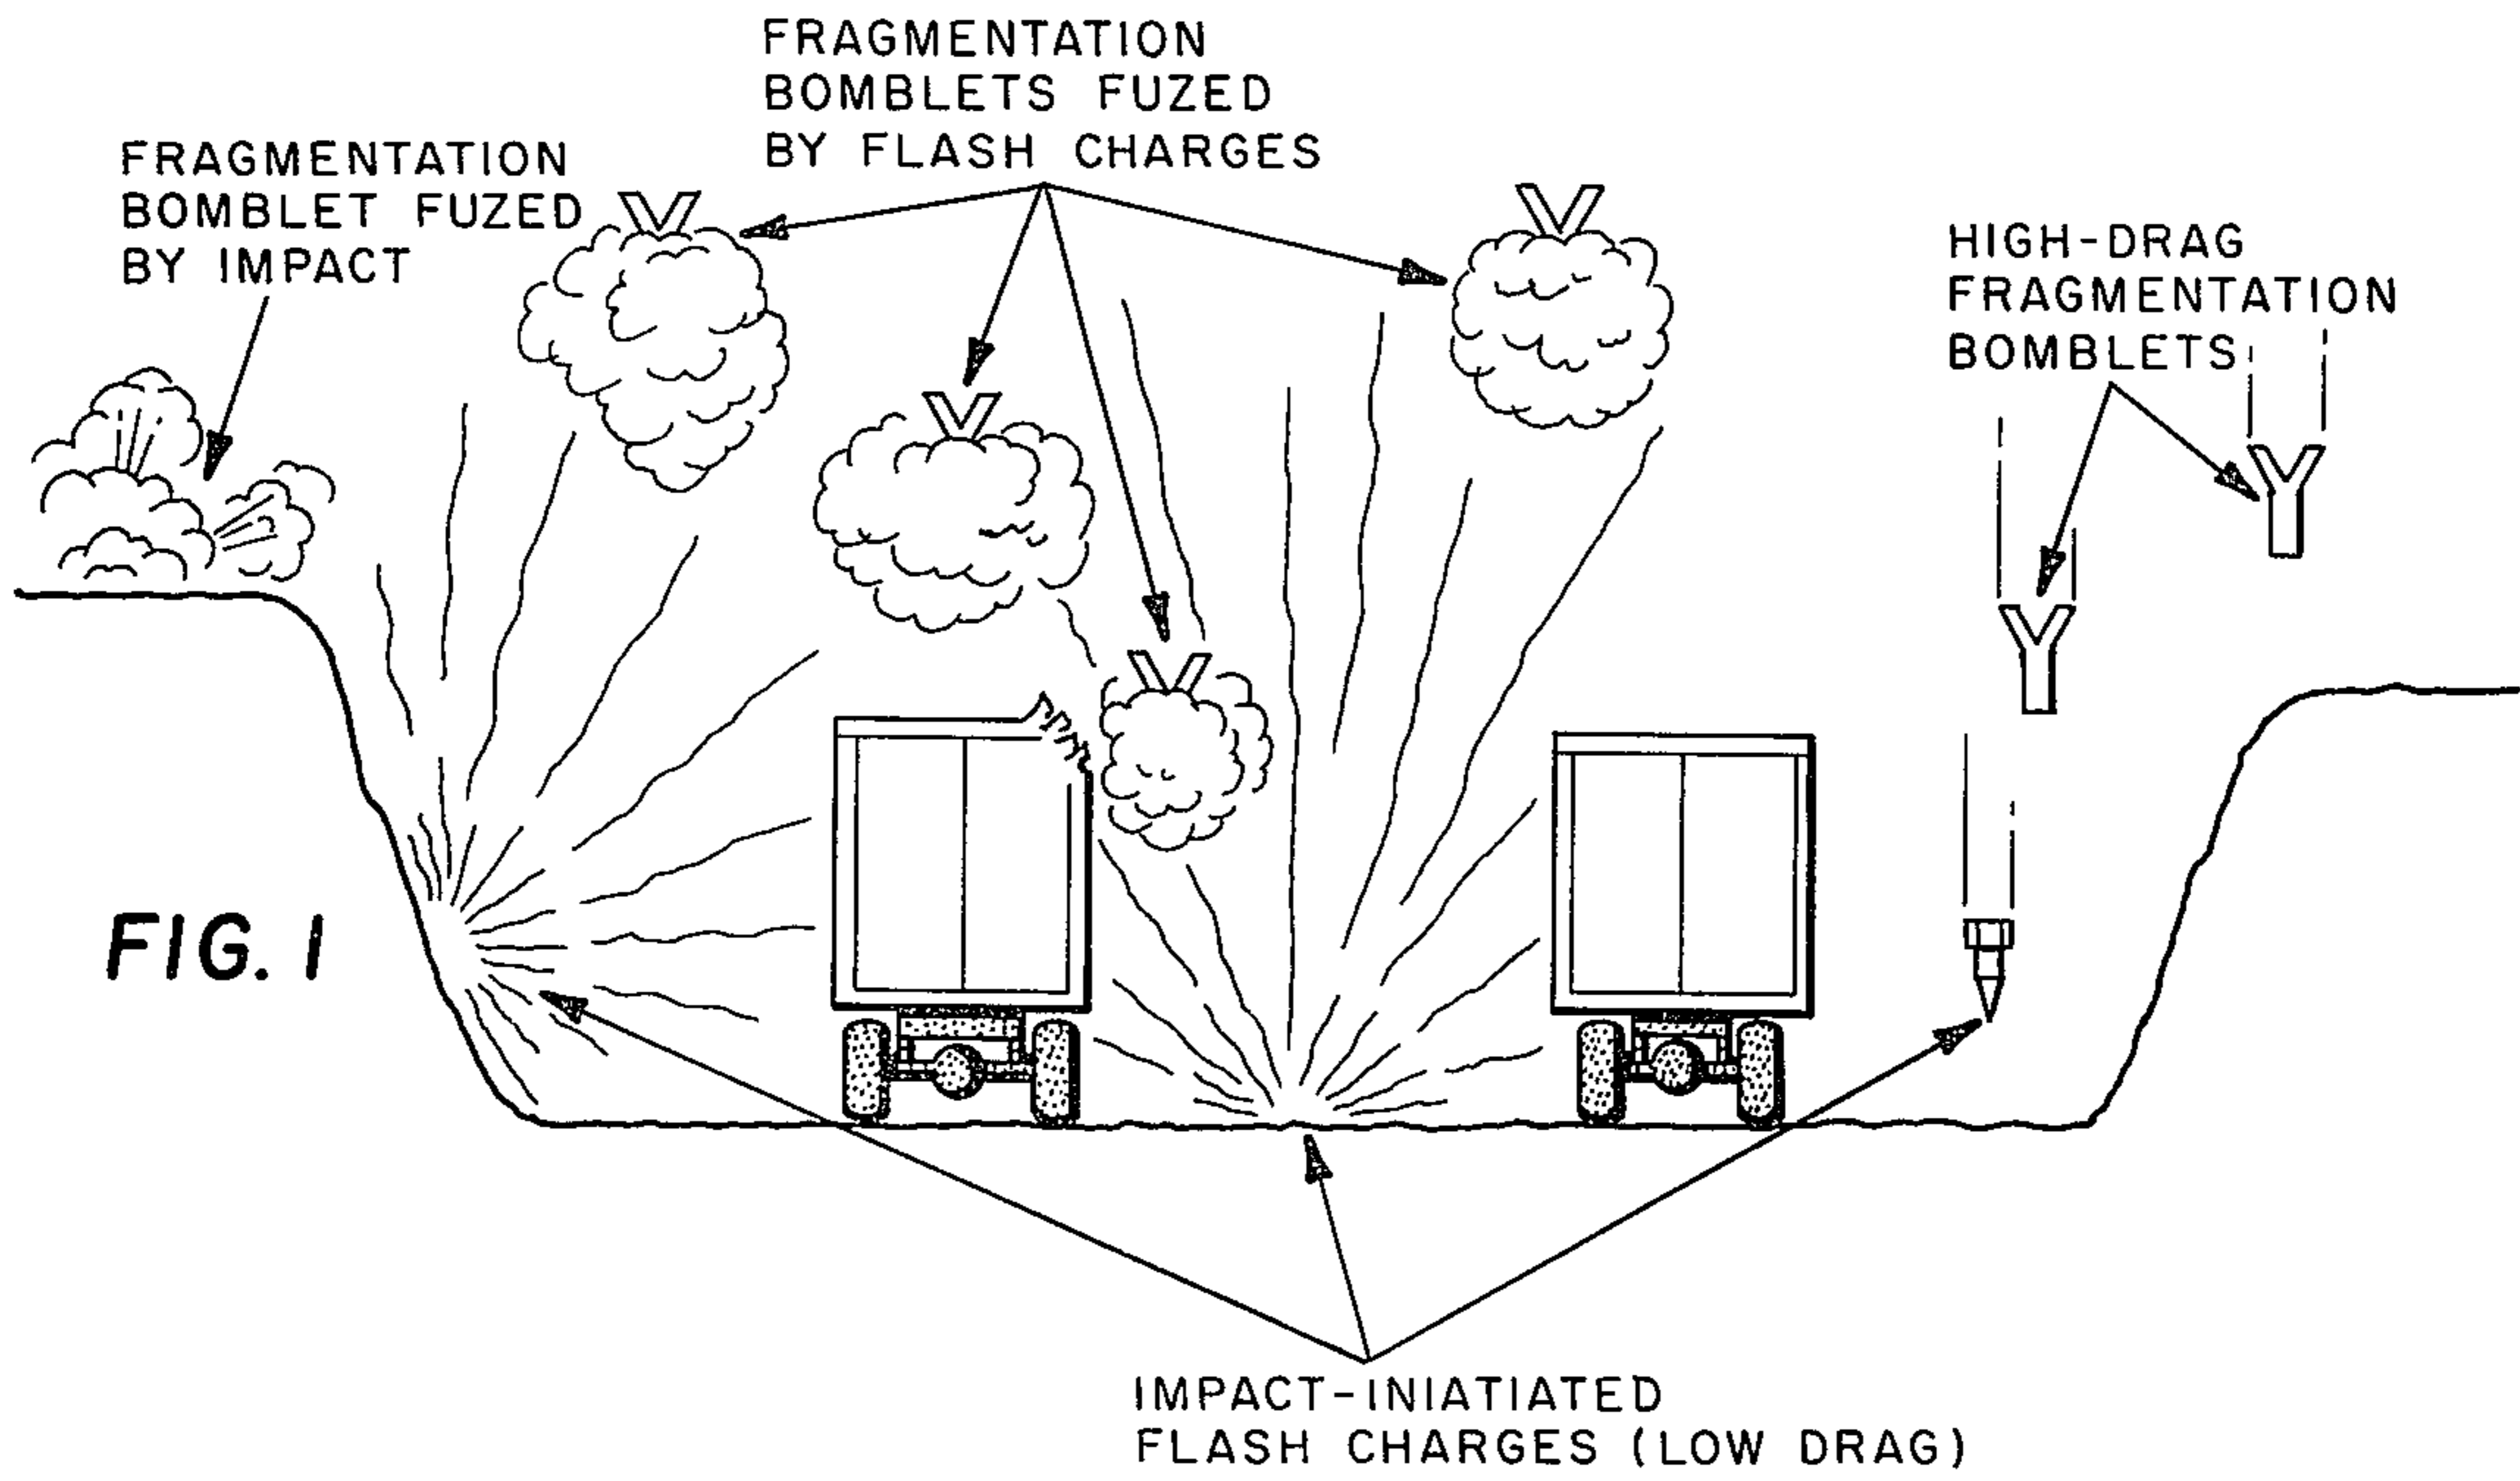 FRAGMENTATION
BOMBLETS FUZED
BY FLASH CHARGES
FRAGMENTATION
BOMBLET FUZED
BY IMPACT
HIGH-DRAG
FRAGMENTATION
BOMBLETS
FIG. 1
IMPACT-INIATIATED
FLASH CHARGES (LOW DRAG)